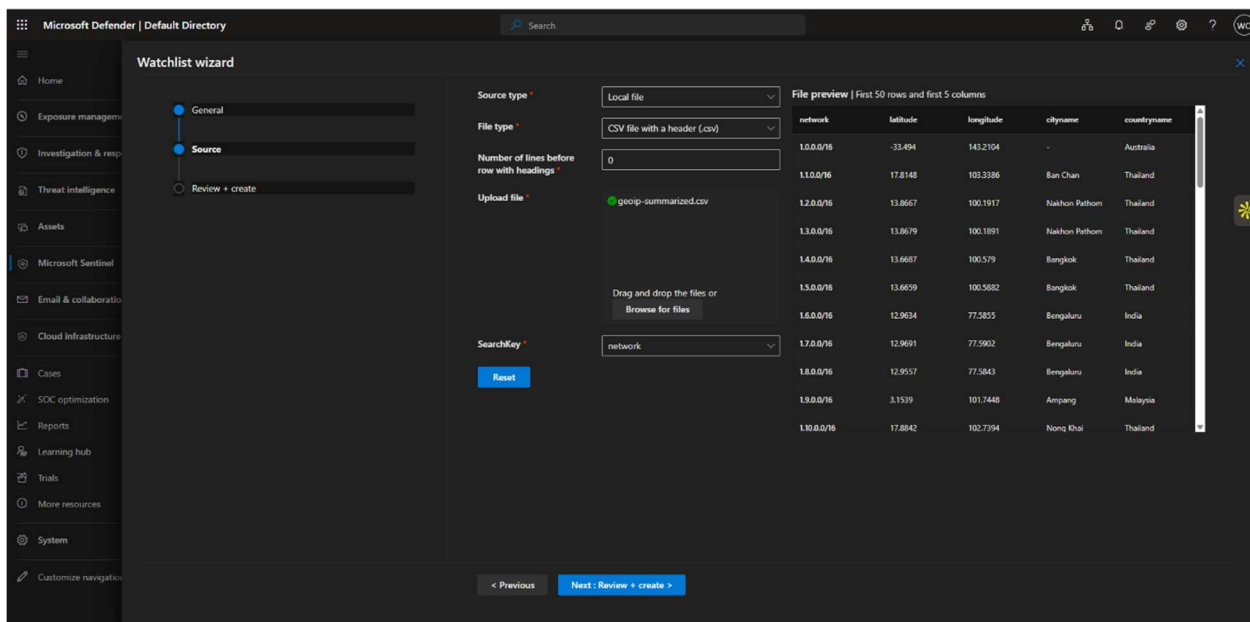 Microsoft Defender | Default Directory
Search
?
WC
Home
Exposure managem
Investigation & resp
Threat intelligence
Assets
Microsoft Sentinel
Email & collaboratio
Cloud infrastructure
Cases
SOC optimization
Reports
Learning hub
Trials
More resources
System
Customize navigation
Watchlist wizard
General
Source
Review + create
Source type *
Local file
File type *
CSV file with a header (.csv)
Number of lines before
row with headings *
0
Upload file *
geoip-summarized.csv
Drag and drop the files or
Browse for files
SearchKey *
network
Reset
File preview | First 50 rows and first 5 columns
network latitude longitude cityname countryname
1.0.0.0/16 -33.494 143.2104 - Australia
1.1.0.0/16 17.8148 103.3386 Ban Chan Thailand
1.2.0.0/16 13.8667 100.1917 Nakhon Pathom Thailand
1.3.0.0/16 13.8679 100.1891 Nakhon Pathom Thailand
1.4.0.0/16 13.6687 100.579 Bangkok Thailand
1.5.0.0/16 13.6659 100.5882 Bangkok Thailand
1.6.0.0/16 12.9634 77.5855 Bengaluru India
1.7.0.0/16 12.9691 77.5902 Bengaluru India
1.8.0.0/16 12.9557 77.5843 Bengaluru India
1.9.0.0/16 3.1539 101.7448 Ampang Malaysia
1.10.0.0/16 17.8842 102.7394 Nong Khai Thailand
< Previous
Next : Review + create >